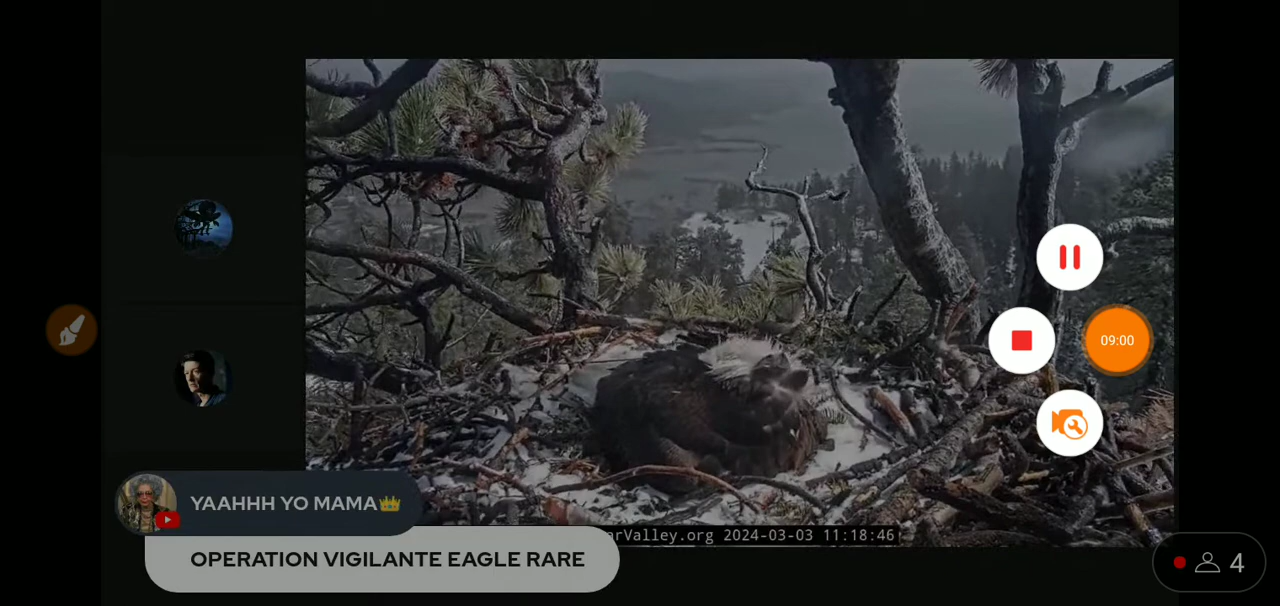 09:00
YAAHHH YO MAMA👑
arValley.org 2024-03-03 11:18:46
OPERATION VIGILANTE EAGLE RARE
4